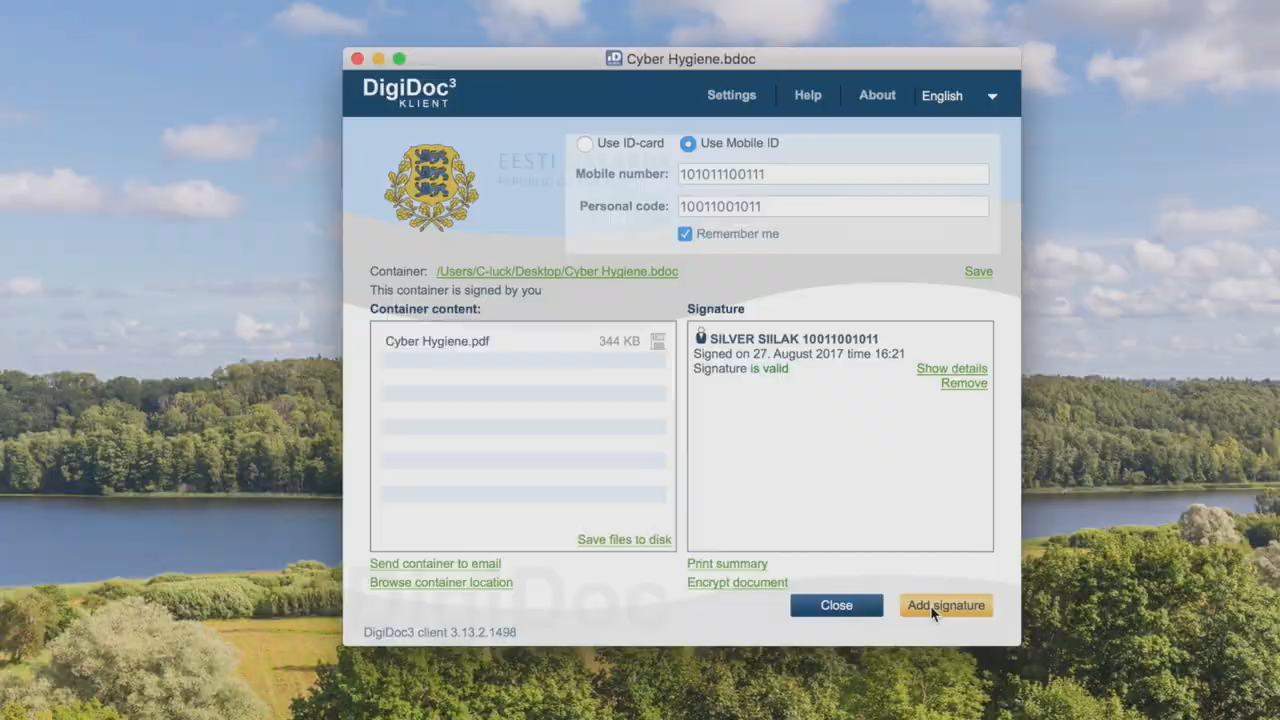 Cyber Hygiene.bdoc
DigiDoc3
KLIENT
Settings
Help
About
English
EESTI
Use ID-card
Use Mobile ID
Mobile number:
101011100111
Personal code:
10011001011
Remember me
Container:
/Users/C-luck/Desktop/Cyber Hygiene.bdoc
Save
This container is signed by you
Container content:
Signature
Cyber Hygiene.pdf
344 KB
SILVER SIILAK 10011001011
Signed on 27. August 2017 time 16:21
Signature is valid
Show details
Remove
Save files to disk
Send container to email
Browse container location
Print summary
Encrypt document
DigiDoc
Close
Add signature
DigiDoc3 client 3.13.2.1498